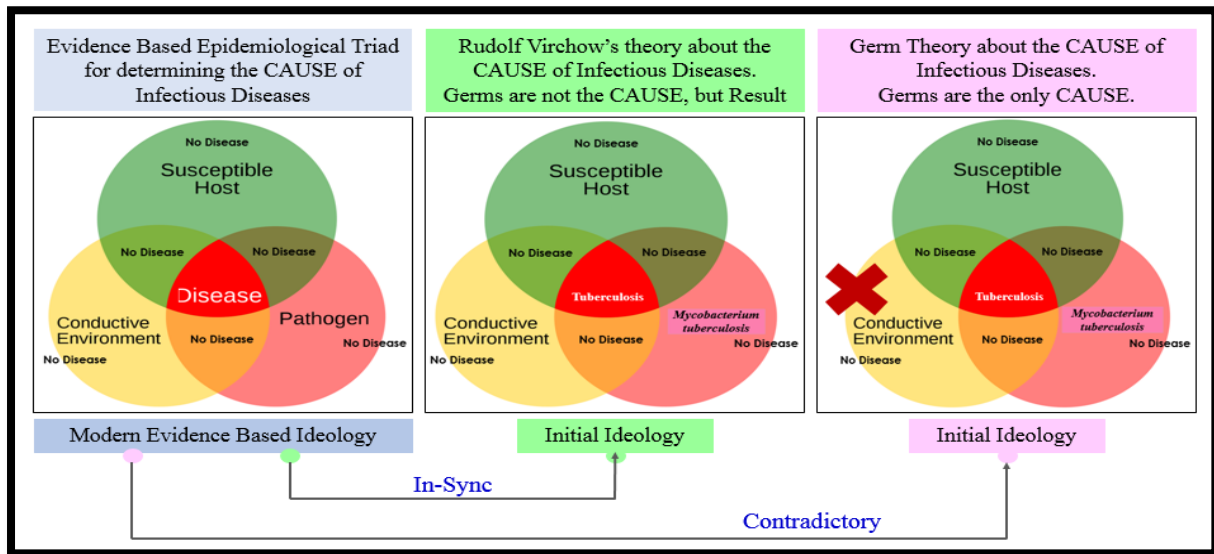 Evidence Based Epidemiological Triad
for determining the CAUSE of
Infectious Diseases
Rudolf Virchow's theory about the
CAUSE of Infectious Diseases.
Germs are not the CAUSE, but Result
Germ Theory about the CAUSE of
Infectious Diseases.
Germs are the only CAUSE.
No Disease
Susceptible
Host
No Disease
No Disease
Disease
Conductive
Environment
No Disease
Pathogen
No Disease
No Disease
No Disease
Susceptible
Host
No Disease
No Disease
Tuberculosis
Conductive
Environment
No Disease
Mycobacterium
tuberculosis
No Disease
No Disease
No Disease
Susceptible
Host
No Disease
No Disease
Tuberculosis
Conductive
Environment
No Disease
Mycobacterium
tuberculosis
No Disease
No Disease
Modern Evidence Based Ideology
Initial Ideology
Initial Ideology
In-Sync
Contradictory